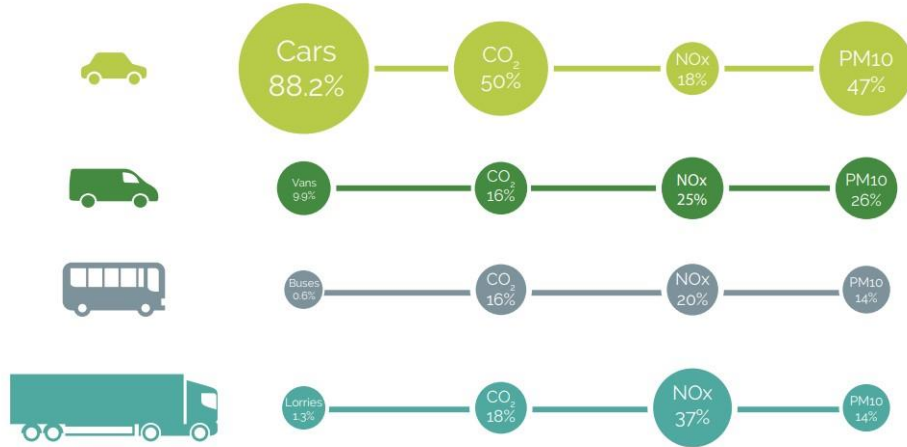 Cars
88.2%
CO₂
50%
NOx
18%
PM10
47%
Vans
9.9%
CO₂
16%
NOx
25%
PM10
26%
Buses
0.6%
CO₂
16%
NOx
20%
PM10
14%
Lorries
1.3%
CO₂
18%
NOx
37%
PM10
14%